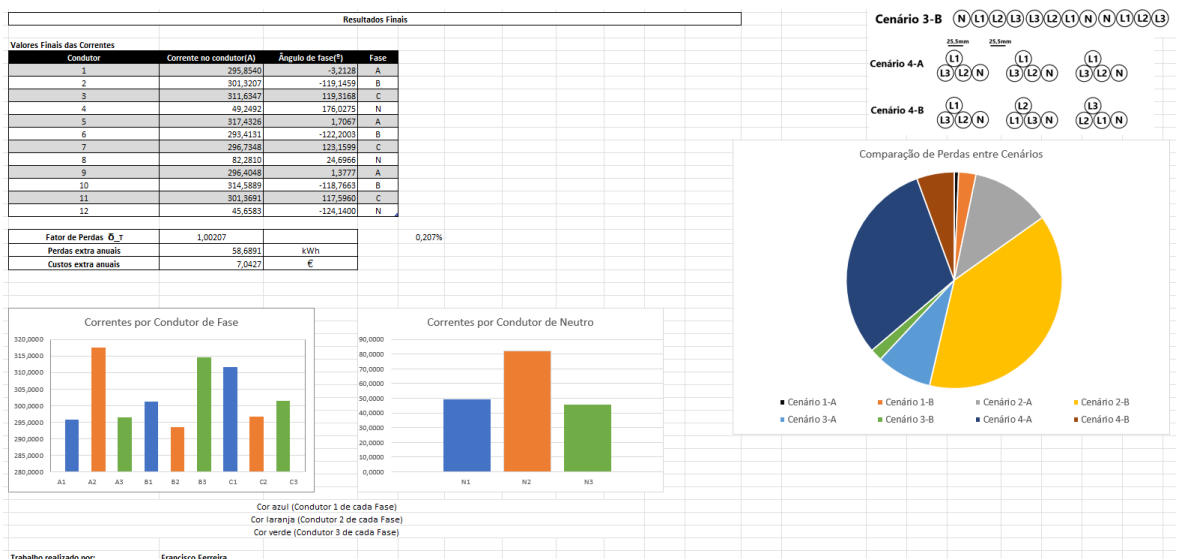 Resultados Finais
Valores Finais das Correntes
Condutor Corrente no condutor(A) Ângulo de fase(º) Fase
1 295,8540 -3,2128 A
2 301,3207 -119,1459 B
3 311,6347 119,3168 C
4 49,2492 176,0275 N
5 317,4326 1,7067 A
6 293,4131 -122,2003 B
7 296,7348 123,1599 C
8 82,2810 24,6966 N
9 296,4048 1,3777 A
10 314,5889 -118,7663 B
11 301,3691 117,5960 C
12 45,6583 -124,1400 N
Fator de Perdas ð_T 1,00207 0,207%
Perdas extra anuais 58,6891 kWh
Custos extra anuais 7,0427 €
Cenário 3-B N L1 L2 L3 L3 L2 L1 N N L1 L2 L3
25,5mm 25,5mm
Cenário 4-A L1 L1 L1
L3 L2 N L3 L2 N L3 L2 N
Cenário 4-B L1 L2 L3
L3 L2 N L1 L3 N L2 L1 N
Comparação de Perdas entre Cenários
Cenário 1-A Cenário 1-B Cenário 2-A Cenário 2-B
Cenário 3-A Cenário 3-B Cenário 4-A Cenário 4-B
Correntes por Condutor de Fase
320,0000
315,0000
310,0000
305,0000
300,0000
295,0000
290,0000
285,0000
280,0000
A1 A2 A3 B1 B2 B3 C1 C2 C3
Correntes por Condutor de Neutro
90,0000
80,0000
70,0000
60,0000
50,0000
40,0000
30,0000
20,0000
10,0000
0,0000
N1 N2 N3
Cor azul (Condutor 1 de cada Fase)
Cor laranja (Condutor 2 de cada Fase)
Cor verde (Condutor 3 de cada Fase)
Trabalho realizado por: Francisco Ferreira